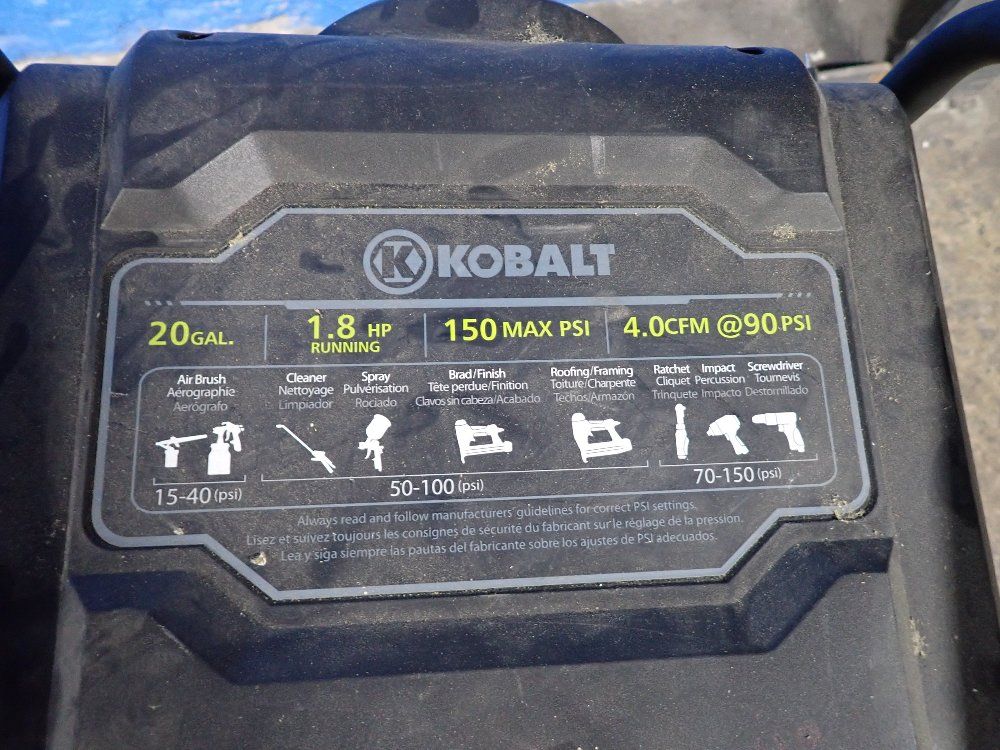 K KOBALT
20 GAL.
1.8 HP
RUNNING
150 MAX PSI
4.0CFM @90 PSI
Air Brush
Aérographie
Aerógrafo
Cleaner
Nettoyage
Limpiador
Spray
Pulvérisation
Rociado
Brad/Finish
Tête perdue/Finition
Clavos sin cabeza/Acabado
Roofing/Framing
Toiture/Charpente
Techos/Armazón
Ratchet
Cliquet
Trinquete
Impact
Percussion
Impacto
Screwdriver
Tournevis
Destornillado
15-40 (psi)
50-100 (psi)
70-150 (psi)
Always read and follow manufacturers' guidelines for correct PSI settings.
Lisez et suivez toujours les consignes de sécurité du fabricant sur le réglage de la pression.
Lea y siga siempre las pautas del fabricante sobre los ajustes de PSI adecuados.